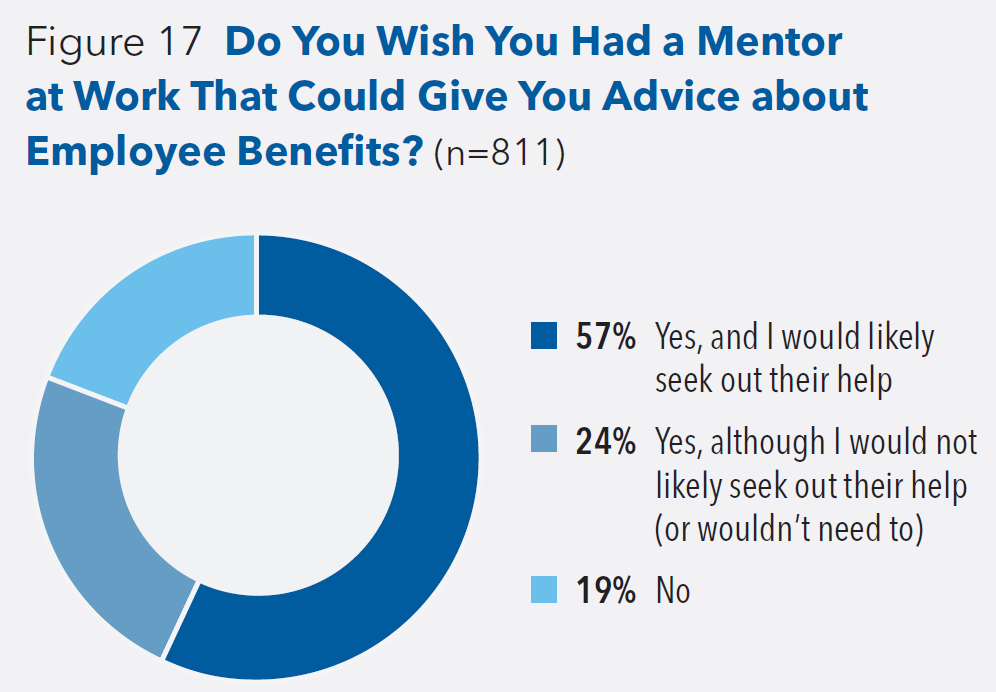 Figure 17 Do You Wish You Had a Mentor
at Work That Could Give You Advice about
Employee Benefits? (n=811)
57% Yes, and I would likely
seek out their help
24% Yes, although I would not
likely seek out their help
(or wouldn’t need to)
19% No